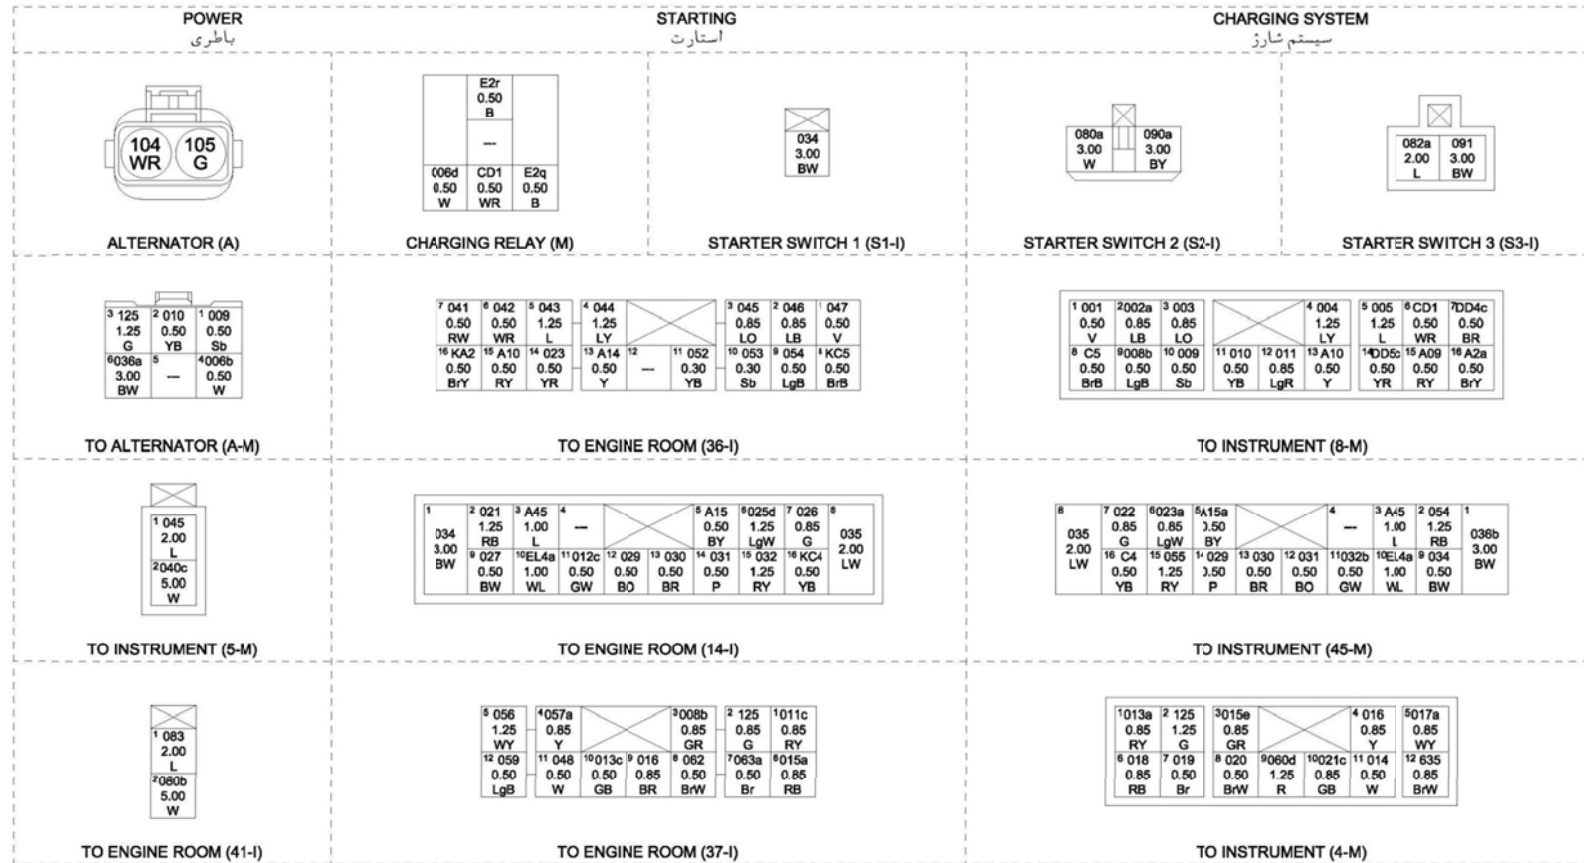 POWER
باطری
STARTING
استارت
CHARGING SYSTEM
سیستم شارژ
104 105
WR G
ALTERNATOR (A)
E2r
0.50
B
---
006d CD1 E2q
0.50 0.50 0.50
W WR B
CHARGING RELAY (M)
034
3.00
BW
STARTER SWITCH 1 (S1-I)
080a 090a
3.00 3.00
W BY
STARTER SWITCH 2 (S2-I)
082a 091
2.00 3.00
L BW
STARTER SWITCH 3 (S3-I)
3 125 2 010 1 009
1.25 0.50 0.50
G YB Sb
6 036a 5 4 006b
3.00 --- 0.50
BW W
TO ALTERNATOR (A-M)
7 041 6 042 5 043 4 044 3 045 2 046 1 047
0.50 0.50 1.25 1.25 0.85 0.85 0.50
RW WR L LY LO LB V
16 KA2 15 A10 14 023 13 A14 12 11 052 10 053 9 054 8 KC5
0.50 0.50 0.50 0.50 --- 0.30 0.30 0.50 0.50
BrY RY YR Y YB Sb LgB BrB
TO ENGINE ROOM (36-I)
1 001 2 002a 3 003 4 004 5 005 6 CD1 7 DD4c
0.50 0.85 0.85 1.25 1.25 0.50 0.50
V LB LO LY L WR BR
8 C5 9 008b 10 009 11 010 12 011 13 A10 14 DD5c 15 A09 16 A2a
0.50 0.50 0.50 0.50 0.85 0.50 0.50 0.50 0.50
BrB LgB Sb YB LgR Y YR RY BrY
TO INSTRUMENT (8-M)
1 045
2.00
L
2 040c
5.00
W
TO INSTRUMENT (5-M)
1 2 021 3 A45 4 5 A15 6 025d 7 026 8
1.25 1.00 --- 0.50 1.25 0.85
034 RB L BY LgW G 035
3.00 9 027 10 EL4a 11 012c 12 029 13 030 14 031 15 032 16 KC4 2.00
BW 0.50 1.00 0.50 0.50 0.50 0.50 1.25 0.50 LW
BW WL GW BO BR P RY YB
TO ENGINE ROOM (14-I)
8 7 022 6 023a 5 A15a 4 3 A45 2 054 1
0.85 0.85 0.50 --- 1.00 1.25
035 G LgW BY L RB 036b
2.00 16 C4 15 055 14 029 13 030 12 031 11 032b 10 EL4a 9 034 3.00
LW 0.50 1.25 0.50 0.50 0.50 0.50 1.00 0.50 BW
YB RY P BR BO GW WL BW
TO INSTRUMENT (45-M)
1 083
2.00
L
2 080b
5.00
W
TO ENGINE ROOM (41-I)
5 056 4 057a 3 008b 2 125 1 011c
1.25 0.85 0.85 0.85 0.85
WY Y GR G RY
12 059 11 048 10 013c 9 016 8 062 7 063a 6 015a
0.50 0.50 0.50 0.85 0.50 0.50 0.85
LgB W GB BR BrW Br RB
TO ENGINE ROOM (37-I)
1 013a 2 125 3 015e 4 016 5 017a
0.85 1.25 0.85 0.85 0.85
RY G GR Y WY
6 018 7 019 8 020 9 060d 10 021c 11 014 12 635
0.85 0.50 0.50 1.25 0.85 0.50 0.85
RB Br BrW R GB W BrW
TO INSTRUMENT (4-M)